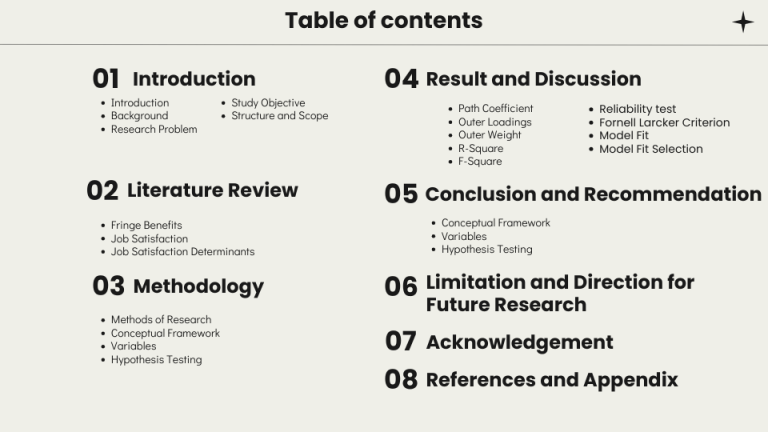 Table of contents
01 Introduction
• Introduction
• Background
• Research Problem
• Study Objective
• Structure and Scope
02 Literature Review
• Fringe Benefits
• Job Satisfaction
• Job Satisfaction Determinants
03 Methodology
• Methods of Research
• Conceptual Framework
• Variables
• Hypothesis Testing
04 Result and Discussion
• Path Coefficient
• Outer Loadings
• Outer Weight
• R-Square
• F-Square
• Reliability test
• Fornell Larcker Criterion
• Model Fit
• Model Fit Selection
05 Conclusion and Recommendation
• Conceptual Framework
• Variables
• Hypothesis Testing
06 Limitation and Direction for
Future Research
07 Acknowledgement
08 References and Appendix